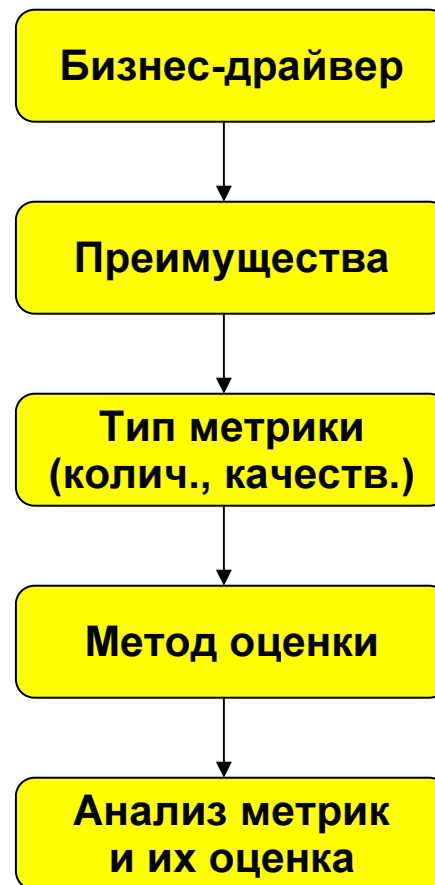 Бизнес-драйвер
Преимущества
Тип метрики
(колич., качеств.)
Метод оценки
Анализ метрик
и их оценка